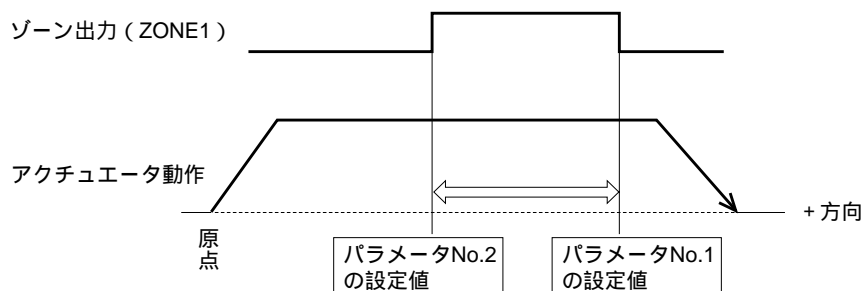 ゾーン出力（ZONE1）
アクチュエータ動作
+方向
原点
パラメータNo.2
の設定値
パラメータNo.1
の設定値